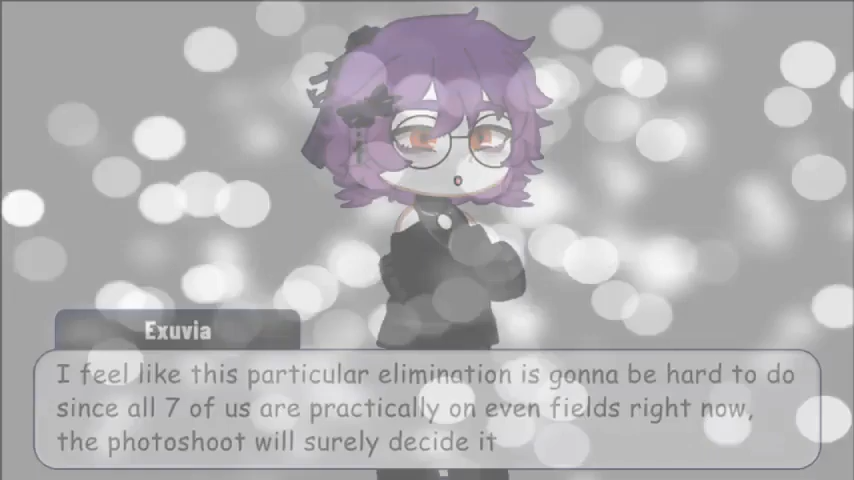 Exuvia
I feel like this particular elimination is gonna be hard to do
since all 7 of us are practically on even fields right now,
the photoshoot will surely decide it